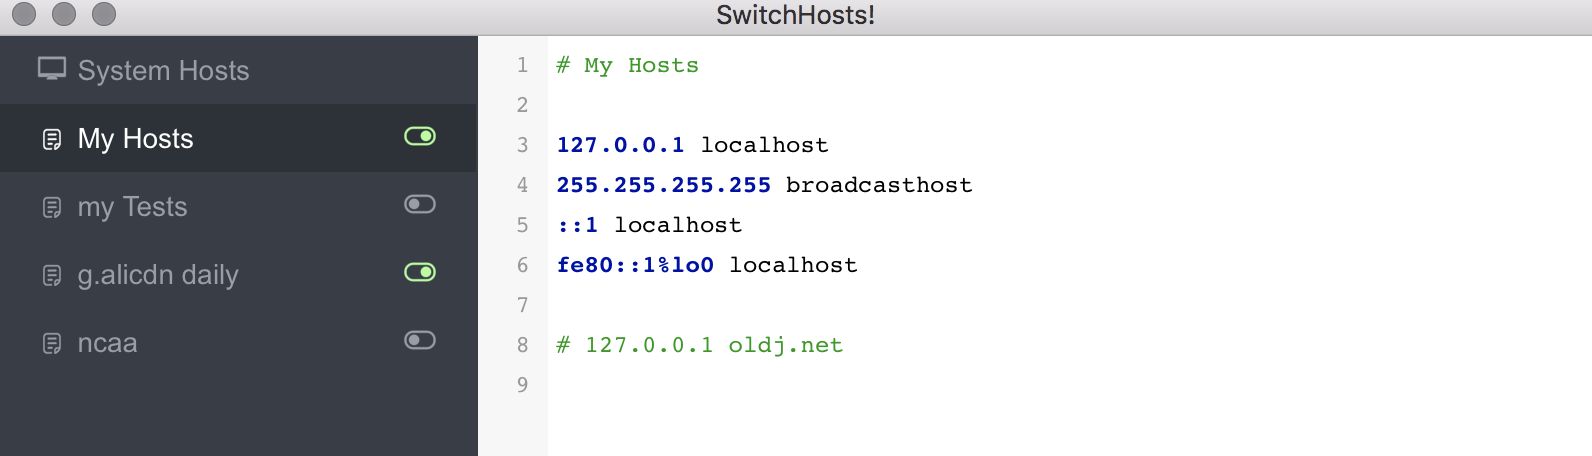 SwitchHosts!
System Hosts
My Hosts
my Tests
g.alicdn daily
ncaa
1 # My Hosts
2
3 127.0.0.1 localhost
4 255.255.255.255 broadcasthost
5 ::1 localhost
6 fe80::1%lo0 localhost
7
8 # 127.0.0.1 oldj.net
9